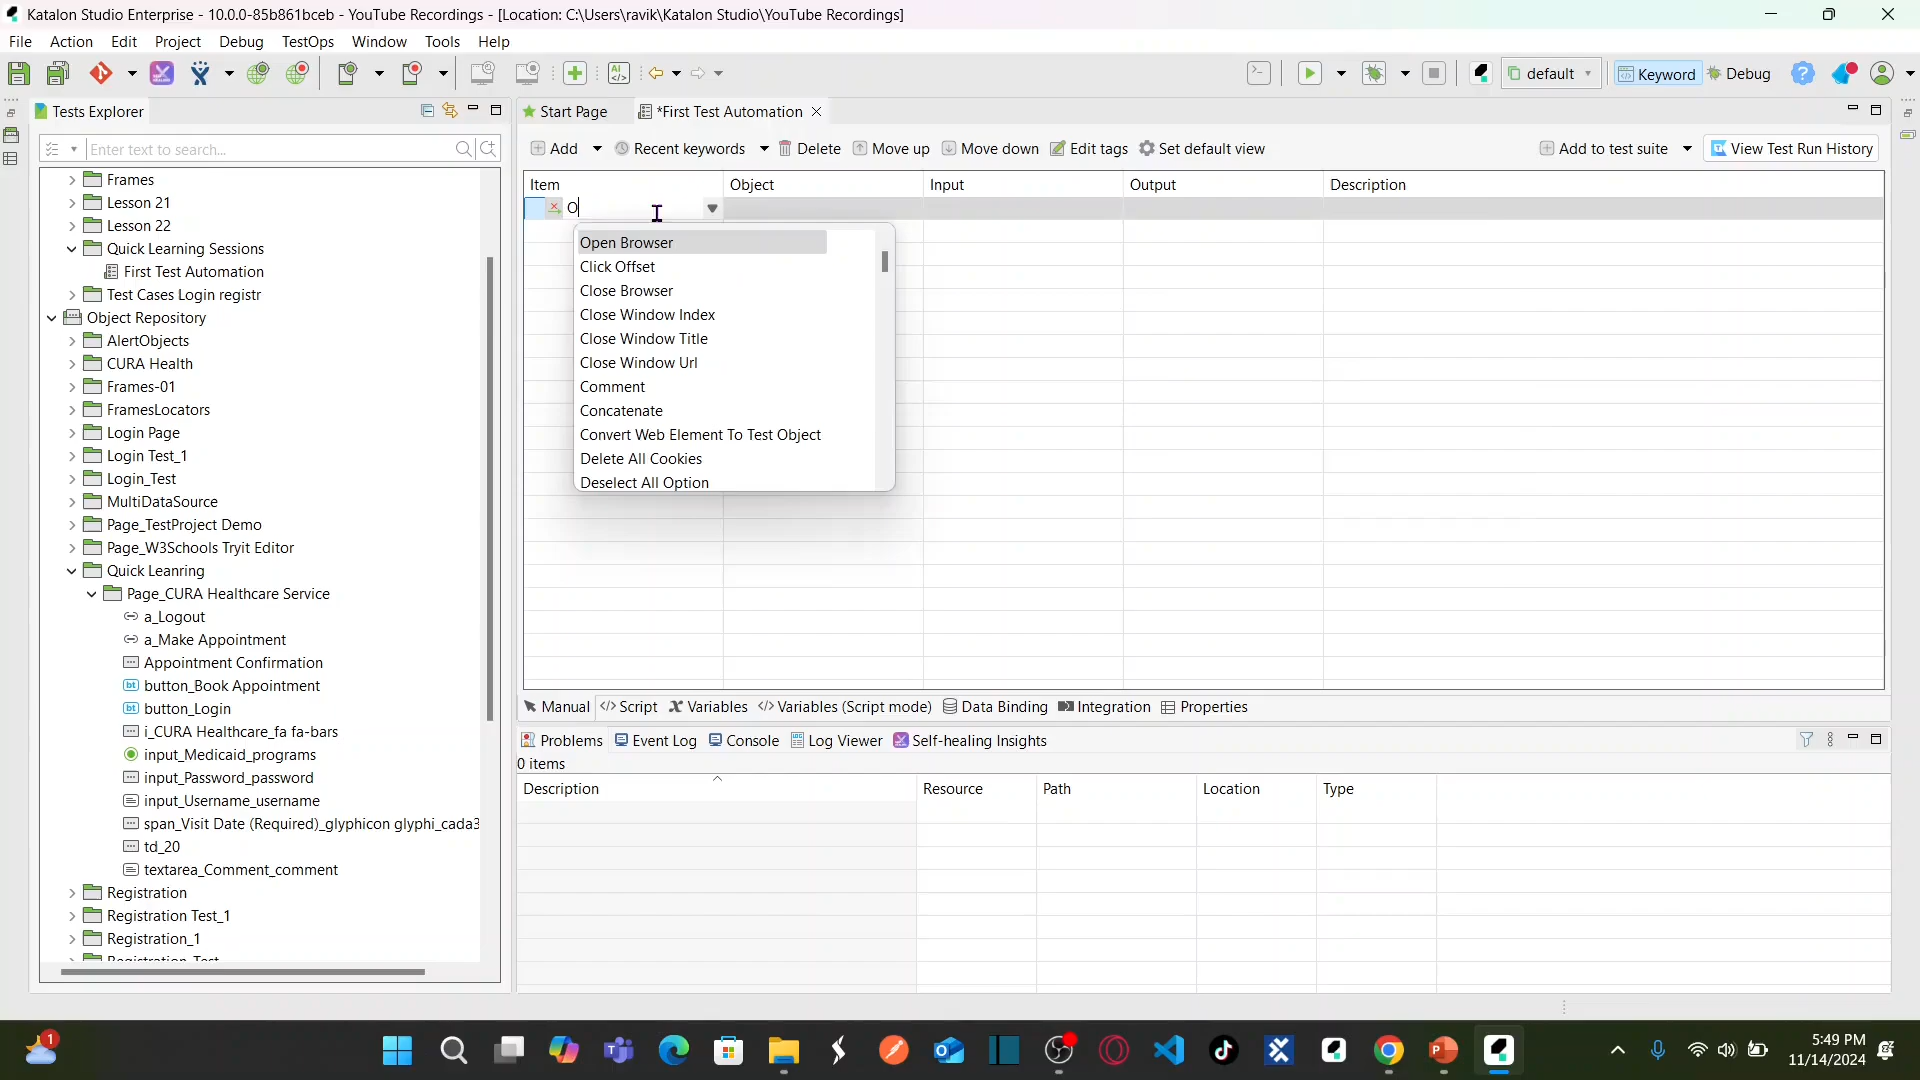 Katalon Studio Enterprise - 10.0.0-85b861bceb - YouTube Recordings - [Location: C:\Users\ravik\Katalon Studio\YouTube Recordings]
File Action Edit Project Debug TestOps Window Tools Help
default Keyword Debug
Tests Explorer
Enter text to search...
Frames
Lesson 21
Lesson 22
Quick Learning Sessions
First Test Automation
Test Cases Login registr
Object Repository
AlertObjects
CURA Health
Frames-01
FramesLocators
Login Page
Login Test_1
Login_Test
MultiDataSource
Page_TestProject Demo
Page_W3Schools Tryit Editor
Quick Leanring
Page_CURA Healthcare Service
a_Logout
a_Make Appointment
Appointment Confirmation
button_Book Appointment
button_Login
i_CURA Healthcare_fa fa-bars
input_Medicaid_programs
input_Password_password
input_Username_username
span_Visit Date (Required)_glyphicon glyphi_cada3
td_20
textarea_Comment_comment
Registration
Registration Test_1
Registration_1
Registration_Test
Start Page *First Test Automation
Add Recent keywords Delete Move up Move down Edit tags Set default view Add to test suite View Test Run History
Item Object Input Output Description
O
Open Browser
Click Offset
Close Browser
Close Window Index
Close Window Title
Close Window Url
Comment
Concatenate
Convert Web Element To Test Object
Delete All Cookies
Deselect All Option
Manual Script Variables Variables (Script mode) Data Binding Integration Properties
Problems Event Log Console Log Viewer Self-healing Insights
0 items
Description Resource Path Location Type
1
5:49 PM
11/14/2024